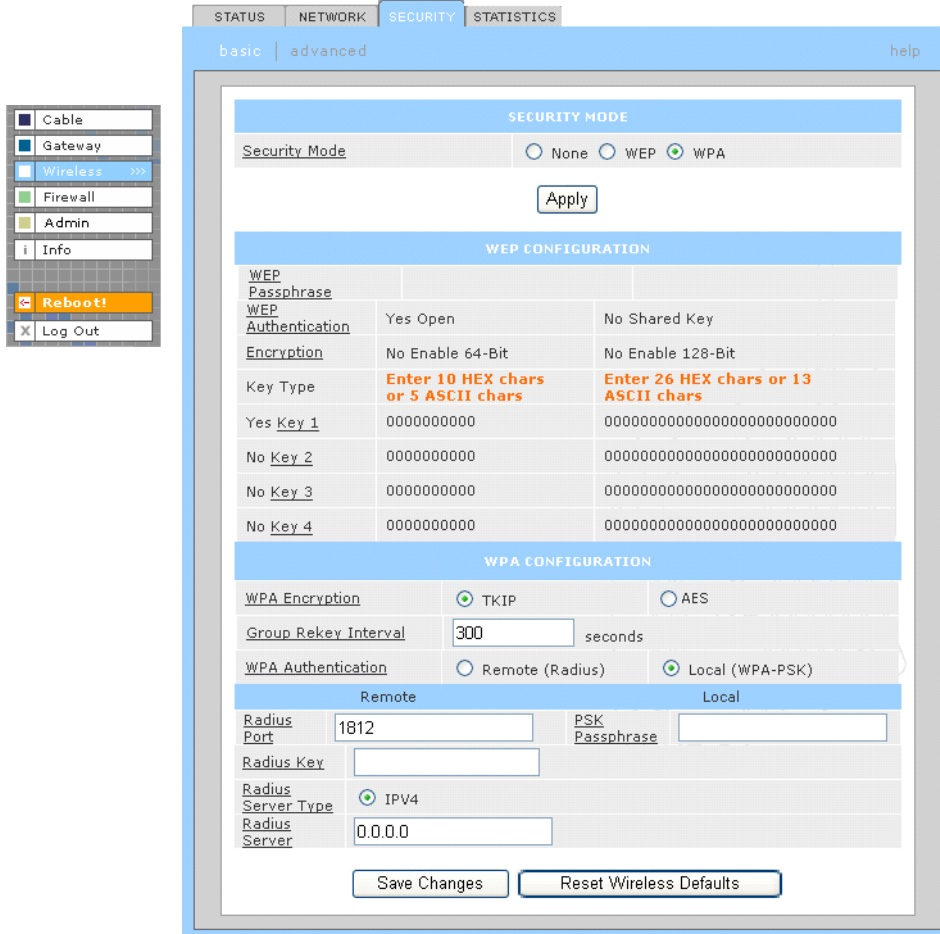 STATUS NETWORK SECURITY STATISTICS
basic | advanced help
Cable
Gateway
Wireless >>>
Firewall
Admin
i Info
Reboot!
X Log Out
SECURITY MODE
Security Mode None WEP WPA
Apply
WEP CONFIGURATION
WEP
Passphrase
WEP
Authentication Yes Open No Shared Key
Encryption No Enable 64-Bit No Enable 128-Bit
Key Type Enter 10 HEX chars
or 5 ASCII chars Enter 26 HEX chars or 13
ASCII chars
Yes Key 1 0000000000 00000000000000000000000000
No Key 2 0000000000 00000000000000000000000000
No Key 3 0000000000 00000000000000000000000000
No Key 4 0000000000 00000000000000000000000000
WPA CONFIGURATION
WPA Encryption TKIP AES
Group Rekey Interval 300 seconds
WPA Authentication Remote (Radius) Local (WPA-PSK)
Remote Local
Radius
Port 1812 PSK
Passphrase
Radius Key
Radius
Server Type IPV4
Radius
Server 0.0.0.0
Save Changes Reset Wireless Defaults